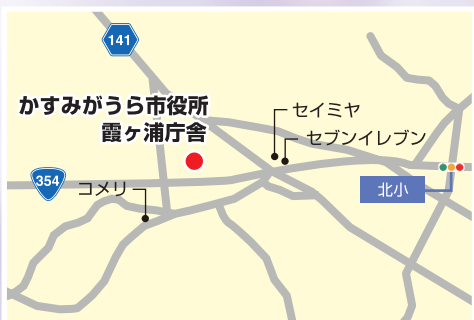 141
かすみがうら市役所
霞ヶ浦庁舎
セイミヤ
セブンイレブン
354
コメリ
北小